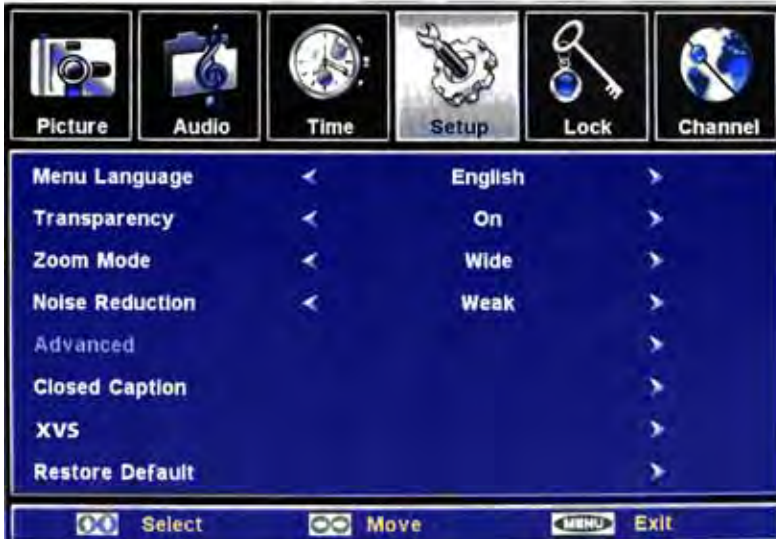 Picture Audio Time Setup Lock Channel
Menu Language English
Transparency On
Zoom Mode Wide
Noise Reduction Weak
Advanced
Closed Caption
XVS
Restore Default
Select Move MENU Exit